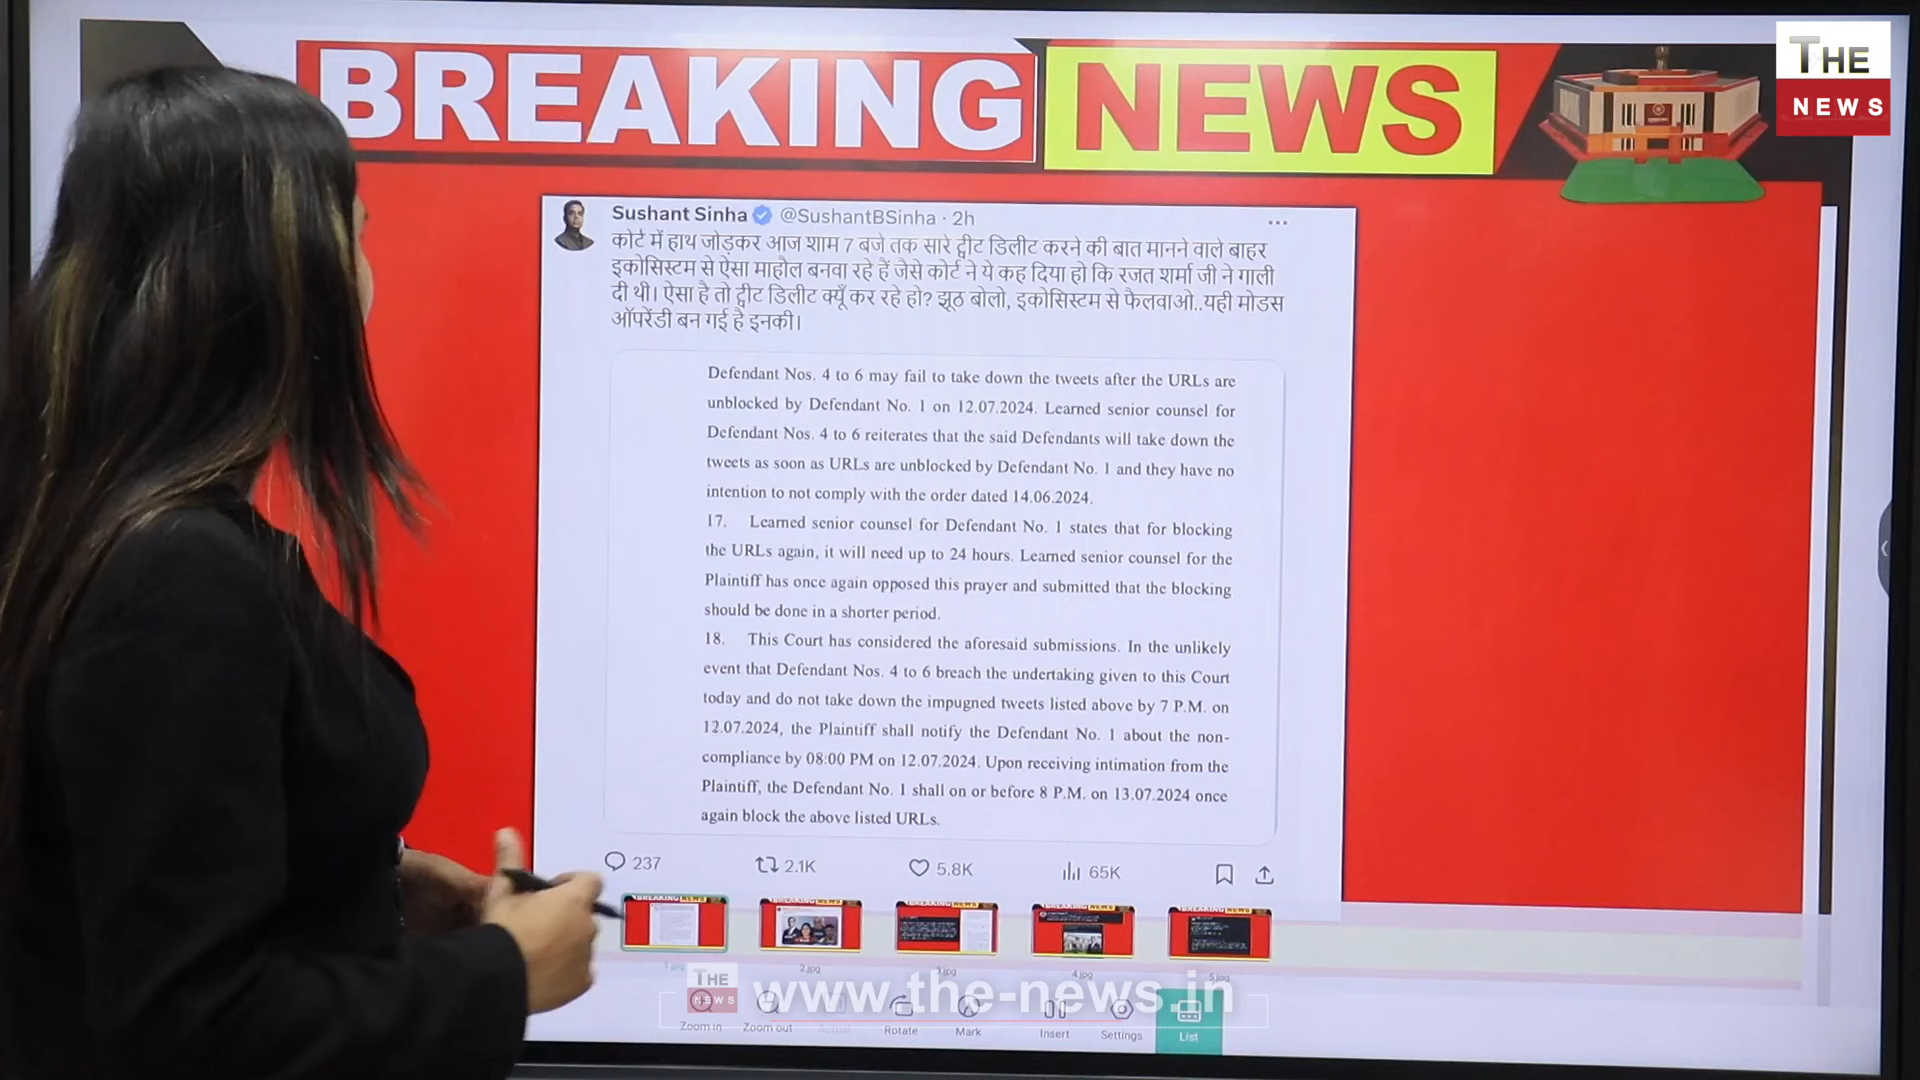 BREAKING NEWS
THE
NEWS
Sushant Sinha @SushantBSinha · 2h
कोर्ट में हाथ जोड़कर आज शाम 7 बजे तक सारे ट्वीट डिलीट करने की बात मानने वाले बाहर
इकोसिस्टम से ऐसा माहौल बनवा रहे हैं जैसे कोर्ट ने ये कह दिया हो कि रजत शर्मा जी ने गाली
दी थी। ऐसा है तो ट्वीट डिलीट क्यूँ कर रहे हो? झूठ बोलो, इकोसिस्टम से फैलवाओ..यही मोडस
ऑपरेंडी बन गई है इनकी।
Defendant Nos. 4 to 6 may fail to take down the tweets after the URLs are
unblocked by Defendant No. 1 on 12.07.2024. Learned senior counsel for
Defendant Nos. 4 to 6 reiterates that the said Defendants will take down the
tweets as soon as URLs are unblocked by Defendant No. 1 and they have no
intention to not comply with the order dated 14.06.2024.
17. Learned senior counsel for Defendant No. 1 states that for blocking
the URLs again, it will need up to 24 hours. Learned senior counsel for the
Plaintiff has once again opposed this prayer and submitted that the blocking
should be done in a shorter period.
18. This Court has considered the aforesaid submissions. In the unlikely
event that Defendant Nos. 4 to 6 breach the undertaking given to this Court
today and do not take down the impugned tweets listed above by 7 P.M. on
12.07.2024, the Plaintiff shall notify the Defendant No. 1 about the non-
compliance by 08:00 PM on 12.07.2024. Upon receiving intimation from the
Plaintiff, the Defendant No. 1 shall on or before 8 P.M. on 13.07.2024 once
again block the above listed URLs.
237 2.1K 5.8K 65K
1.jpg 2.jpg 3.jpg 4.jpg 5.jpg
THE
NEWS
www.the-news.in
Zoom in Zoom out Actual Rotate Mark Insert Settings List